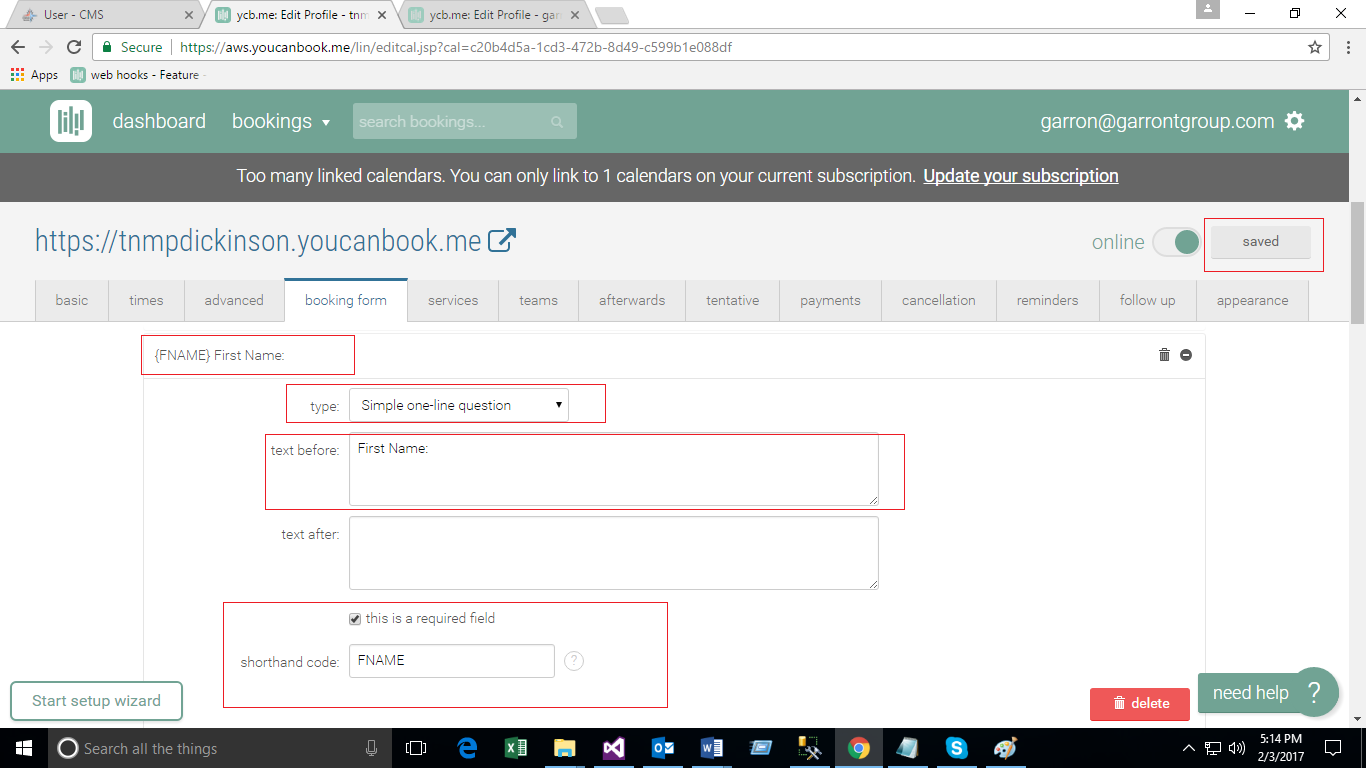 User - CMS
ycb.me: Edit Profile - tnm
ycb.me: Edit Profile - gar
Secure
https://aws.youcanbook.me/lin/editcal.jsp?cal=c20b4d5a-1cd3-472b-8d49-c599b1e088df
Apps
web hooks - Feature -
dashboard
bookings
search bookings...
garron@garrontgroup.com
Too many linked calendars. You can only link to 1 calendars on your current subscription. Update your subscription
https://tnmpdickinson.youcanbook.me
online
saved
basic
times
advanced
booking form
services
teams
afterwards
tentative
payments
cancellation
reminders
follow up
appearance
{FNAME} First Name:
type:
Simple one-line question
text before:
First Name:
text after:
this is a required field
shorthand code:
FNAME
?
Start setup wizard
delete
need help
?
Search all the things
5:14 PM
2/3/2017